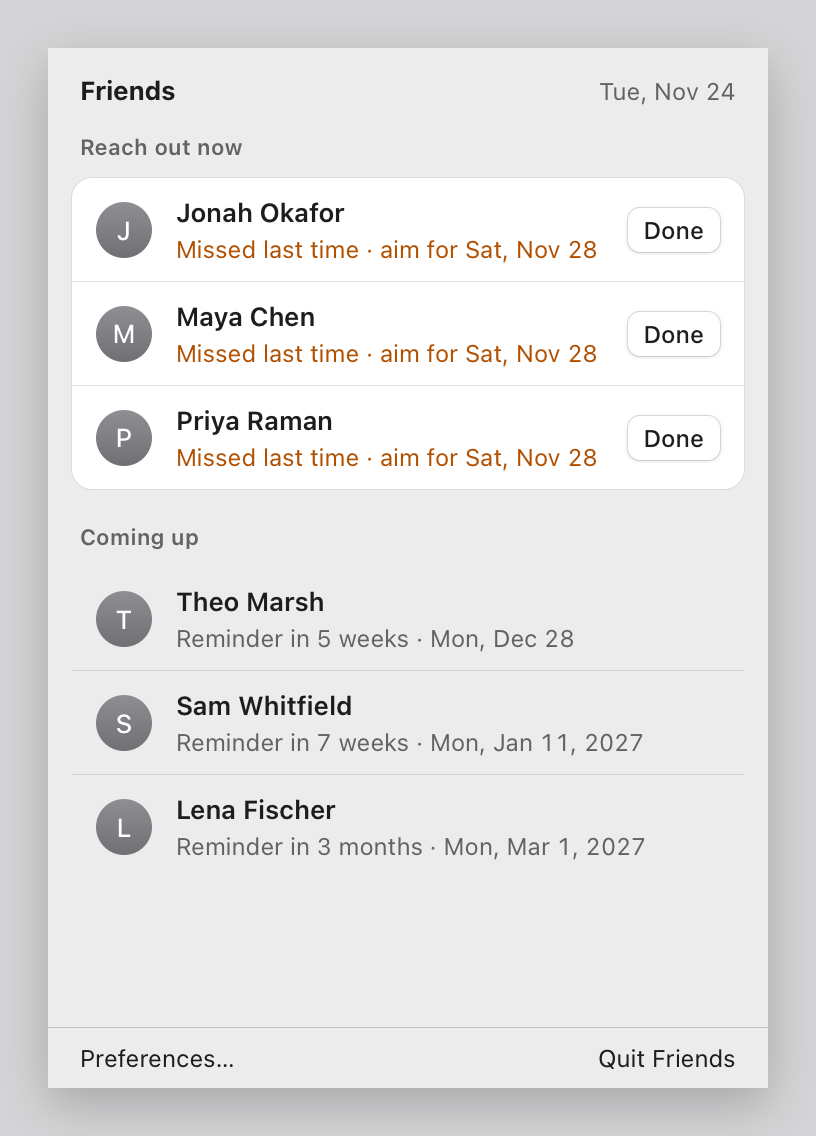 Friends
Tue, Nov 24
Reach out now
J
Jonah Okafor
Missed last time · aim for Sat, Nov 28
Done
M
Maya Chen
Missed last time · aim for Sat, Nov 28
Done
P
Priya Raman
Missed last time · aim for Sat, Nov 28
Done
Coming up
T
Theo Marsh
Reminder in 5 weeks · Mon, Dec 28
S
Sam Whitfield
Reminder in 7 weeks · Mon, Jan 11, 2027
L
Lena Fischer
Reminder in 3 months · Mon, Mar 1, 2027
Preferences...
Quit Friends